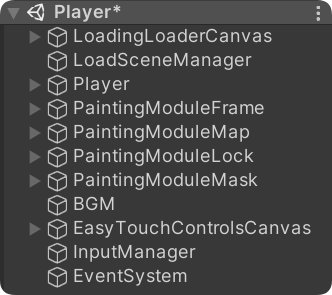 Player*
LoadingLoaderCanvas
LoadSceneManager
Player
PaintingModuleFrame
PaintingModuleMap
PaintingModuleLock
PaintingModuleMask
BGM
EasyTouchControlsCanvas
InputManager
EventSystem